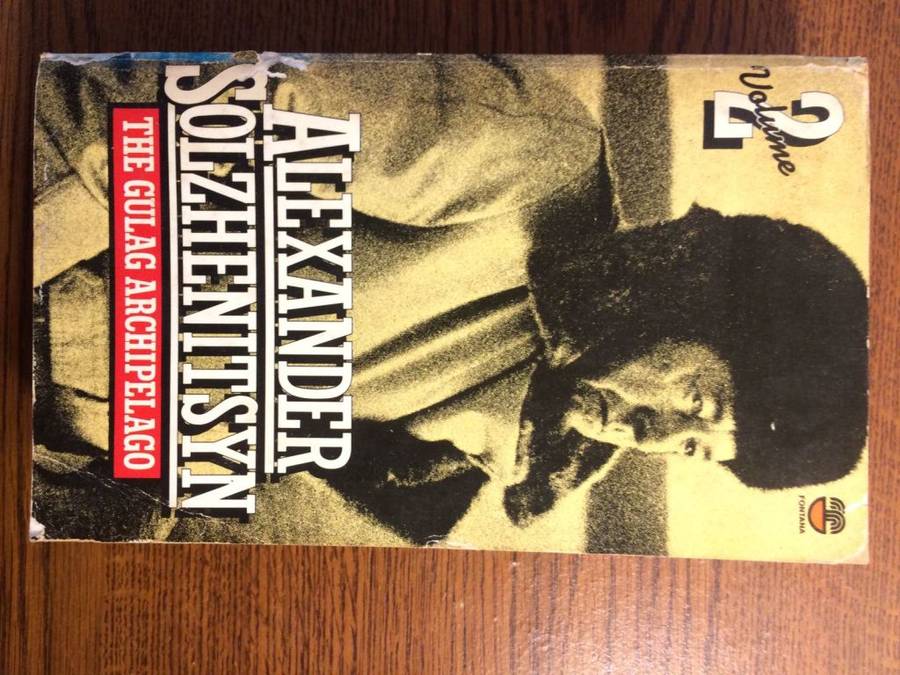 Volume
2
FONTANA
ALEXANDER
SOLZHENITSYN
THE GULAG ARCHIPELAGO